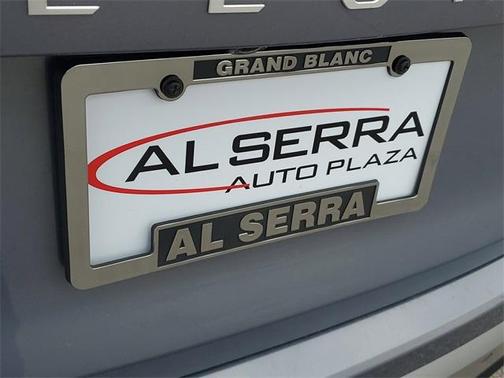 GRAND BLANC
AL SERRA
AUTO PLAZA
AL SERRA